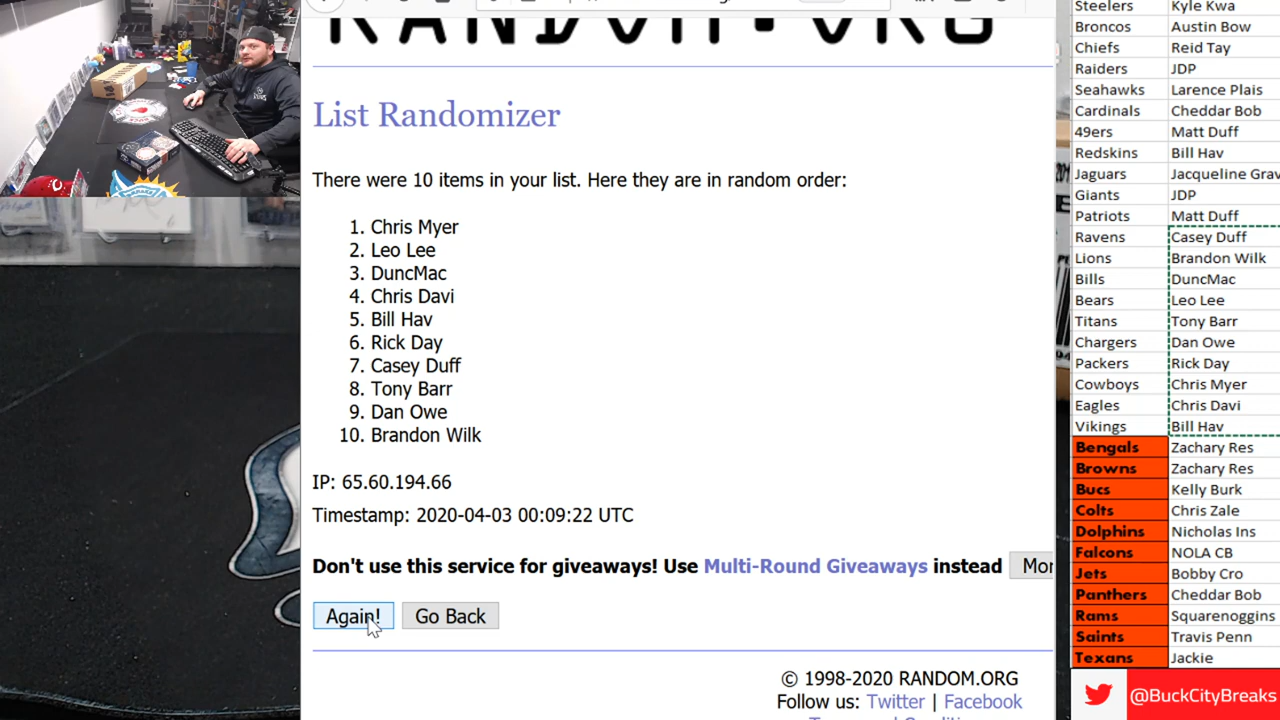 RANDOM.ORG
List Randomizer
There were 10 items in your list. Here they are in random order:
1. Chris Myer
2. Leo Lee
3. DuncMac
4. Chris Davi
5. Bill Hav
6. Rick Day
7. Casey Duff
8. Tony Barr
9. Dan Owe
10. Brandon Wilk
IP: 65.60.194.66
Timestamp: 2020-04-03 00:09:22 UTC
Don't use this service for giveaways! Use Multi-Round Giveaways instead Mor
Again! Go Back
© 1998-2020 RANDOM.ORG
Follow us: Twitter | Facebook
Steelers Kyle Kwa
Broncos Austin Bow
Chiefs Reid Tay
Raiders JDP
Seahawks Larence Plais
Cardinals Cheddar Bob
49ers Matt Duff
Redskins Bill Hav
Jaguars Jacqueline Grav
Giants JDP
Patriots Matt Duff
Ravens Casey Duff
Lions Brandon Wilk
Bills DuncMac
Bears Leo Lee
Titans Tony Barr
Chargers Dan Owe
Packers Rick Day
Cowboys Chris Myer
Eagles Chris Davi
Vikings Bill Hav
Bengals Zachary Res
Browns Zachary Res
Bucs Kelly Burk
Colts Chris Zale
Dolphins Nicholas Ins
Falcons NOLA CB
Jets Bobby Cro
Panthers Cheddar Bob
Rams Squarenoggins
Saints Travis Penn
Texans Jackie
@BuckCityBreaks